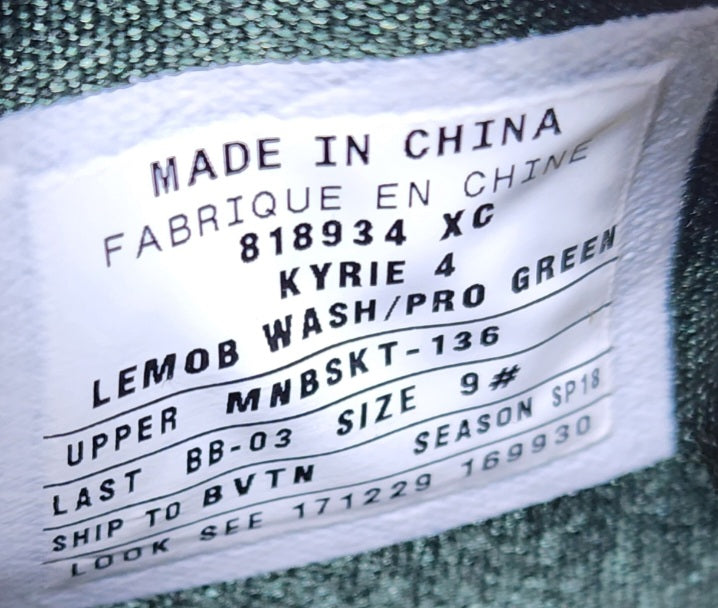 MADE IN CHINA
FABRIQUE EN CHINE
818934 XC
KYRIE 4
LEMOB WASH/PRO GREEN
UPPER MNBSKT-136
LAST BB-03 SIZE 9#
SHIP TO BVTN SEASON SP18
LOOK SEE 171229 169930